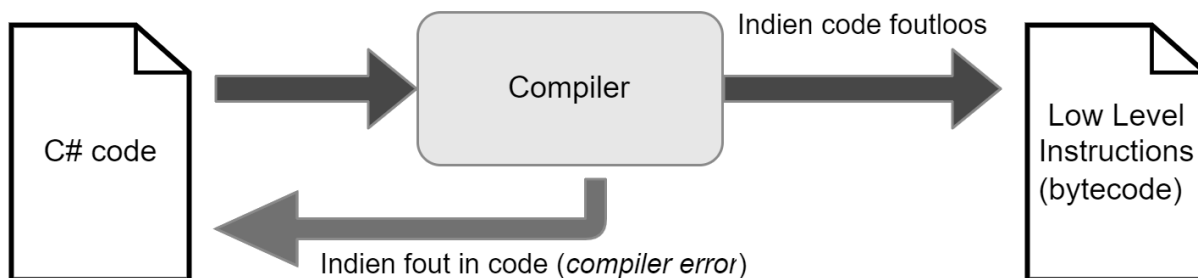 C# code
Compiler
Indien code foutloos
Low Level
Instructions
(bytecode)
Indien fout in code (compiler error)